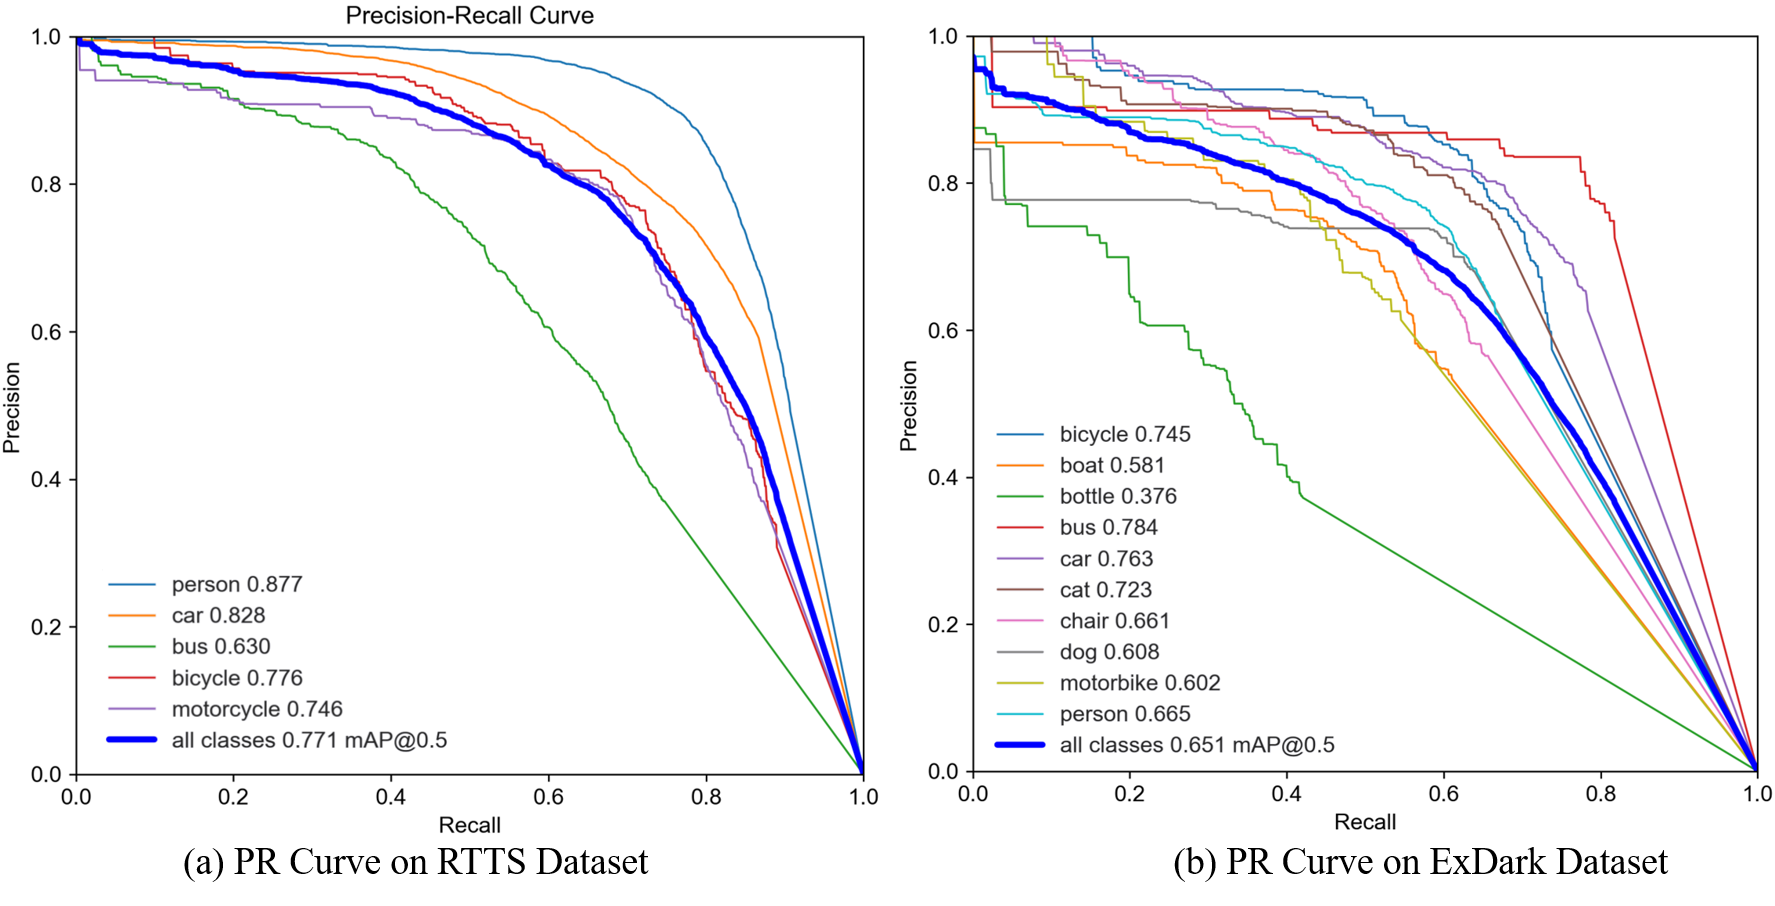 Precision-Recall Curve
1.0
0.8
0.6
0.4
0.2
0.0
Precision
person 0.877
car 0.828
bus 0.630
bicycle 0.776
motorcycle 0.746
all classes 0.771 mAP@0.5
0.0 0.2 0.4 0.6 0.8 1.0
Recall
(a) PR Curve on RTTS Dataset
1.0
0.8
0.6
0.4
0.2
0.0
Precision
bicycle 0.745
boat 0.581
bottle 0.376
bus 0.784
car 0.763
cat 0.723
chair 0.661
dog 0.608
motorbike 0.602
person 0.665
all classes 0.651 mAP@0.5
0.0 0.2 0.4 0.6 0.8 1.0
Recall
(b) PR Curve on ExDark Dataset